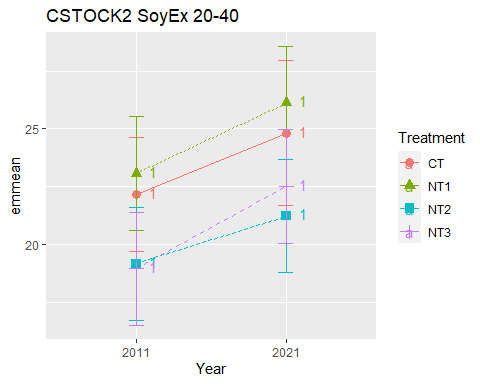 CSTOCK2 SoyEx 20-40
emmean
25
20
1
1
1
1
1
1
1
1
2011
2021
Year
Treatment
a CT
a NT1
a NT2
a NT3